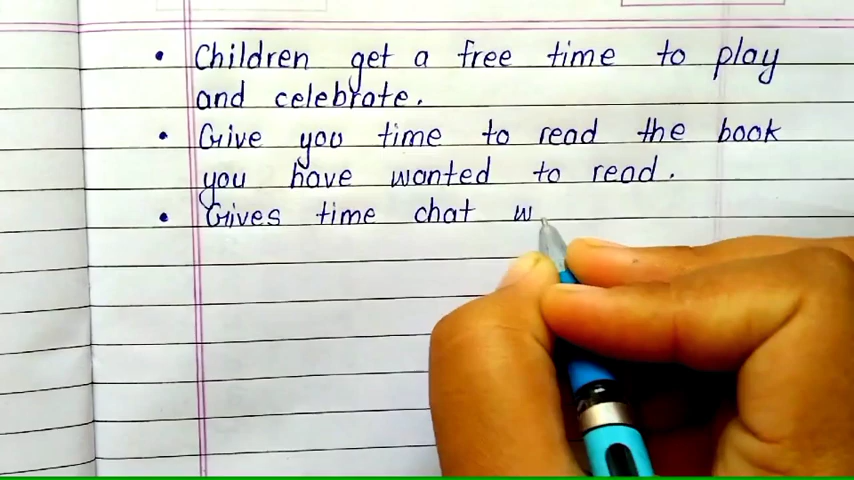 • Children get a free time to play
and celebrate.
• Give you time to read the book
you have wanted to read.
• Gives time chat w